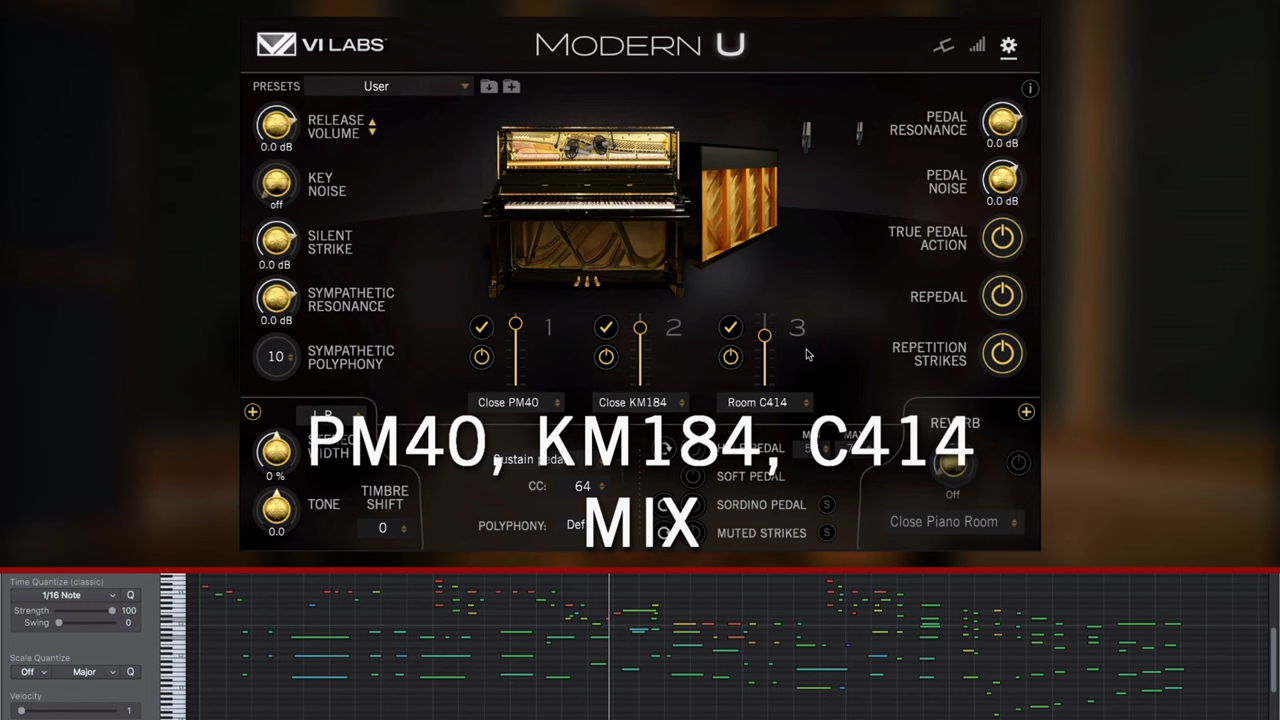 VI LABS
MODERN U
PRESETS
User
RELEASE
VOLUME
0.0 dB
KEY
NOISE
off
SILENT
STRIKE
0.0 dB
SYMPATHETIC
RESONANCE
0.0 dB
10
SYMPATHETIC
POLYPHONY
PEDAL
RESONANCE
0.0 dB
PEDAL
NOISE
0.0 dB
TRUE PEDAL
ACTION
REPEDAL
REPETITION
STRIKES
1
2
3
Close PM40
Close KM184
Room C414
PM40, KM184, C414
MIX
0 %
TONE
0.0
TIMBRE
SHIFT
0
Sustain
CC: 64
POLYPHONY:
SOFT PEDAL
SORDINO PEDAL S
MUTED STRIKES S
REVERB
Off
Close Piano Room
Time Quantize (classic)
1/16 Note Q
Strength 100
Swing 0
Scale Quantize
Off Major Q
Velocity
1